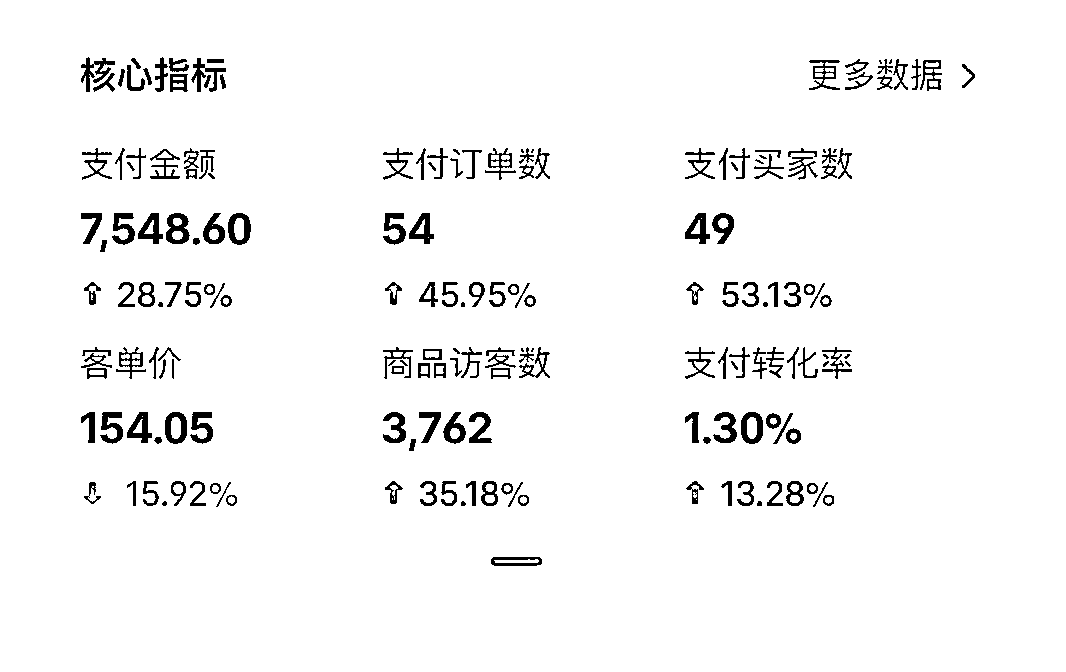 核心指标 更多数据 >
支付金额 支付订单数 支付买家数
7,548.60 54 49
↑ 28.75% ↑ 45.95% ↑ 53.13%
客单价 商品访客数 支付转化率
154.05 3,762 1.30%
↓ 15.92% ↑ 35.18% ↑ 13.28%